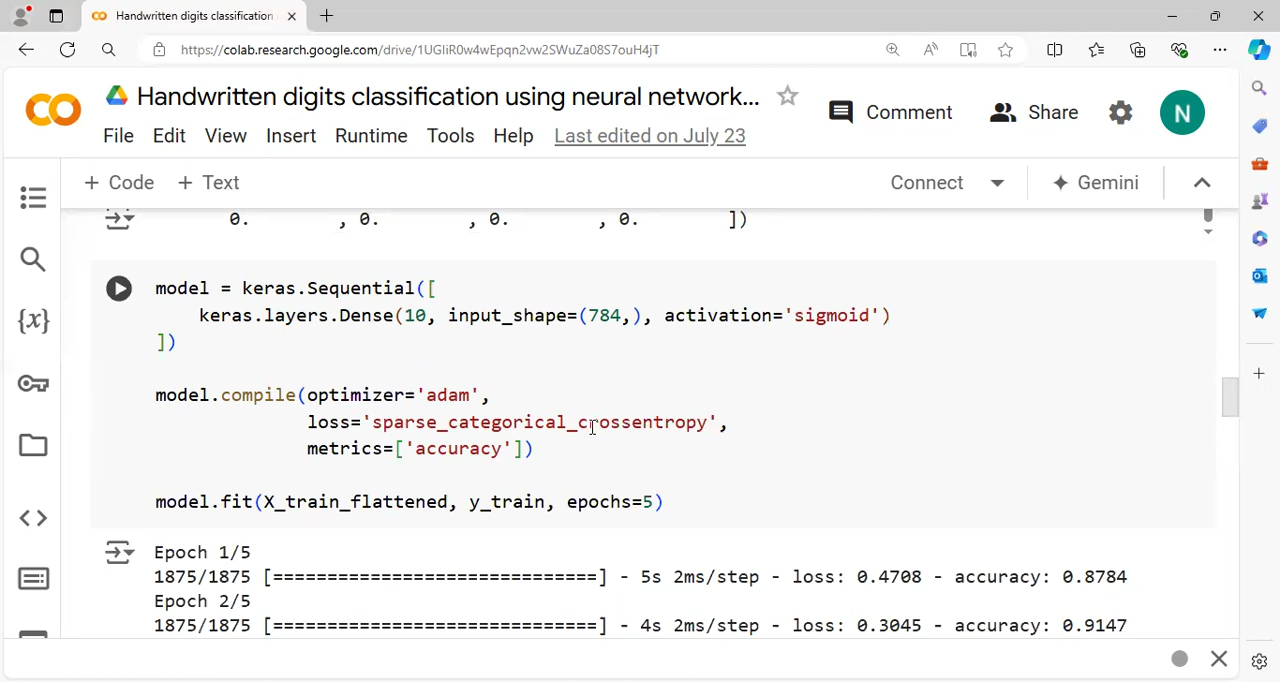 Handwritten digits classification
https://colab.research.google.com/drive/1UGIiR0w4wEpqn2vw2SWuZa08S7ouH4jT
Handwritten digits classification using neural network...
Comment
Share
N
File Edit View Insert Runtime Tools Help Last edited on July 23
+ Code + Text
Connect
Gemini
0. , 0. , 0. , 0. ])
model = keras.Sequential([
keras.layers.Dense(10, input_shape=(784,), activation='sigmoid')
])
model.compile(optimizer='adam',
loss='sparse_categorical_crossentropy',
metrics=['accuracy'])
model.fit(X_train_flattened, y_train, epochs=5)
Epoch 1/5
1875/1875 [==============================] - 5s 2ms/step - loss: 0.4708 - accuracy: 0.8784
Epoch 2/5
1875/1875 [==============================] - 4s 2ms/step - loss: 0.3045 - accuracy: 0.9147